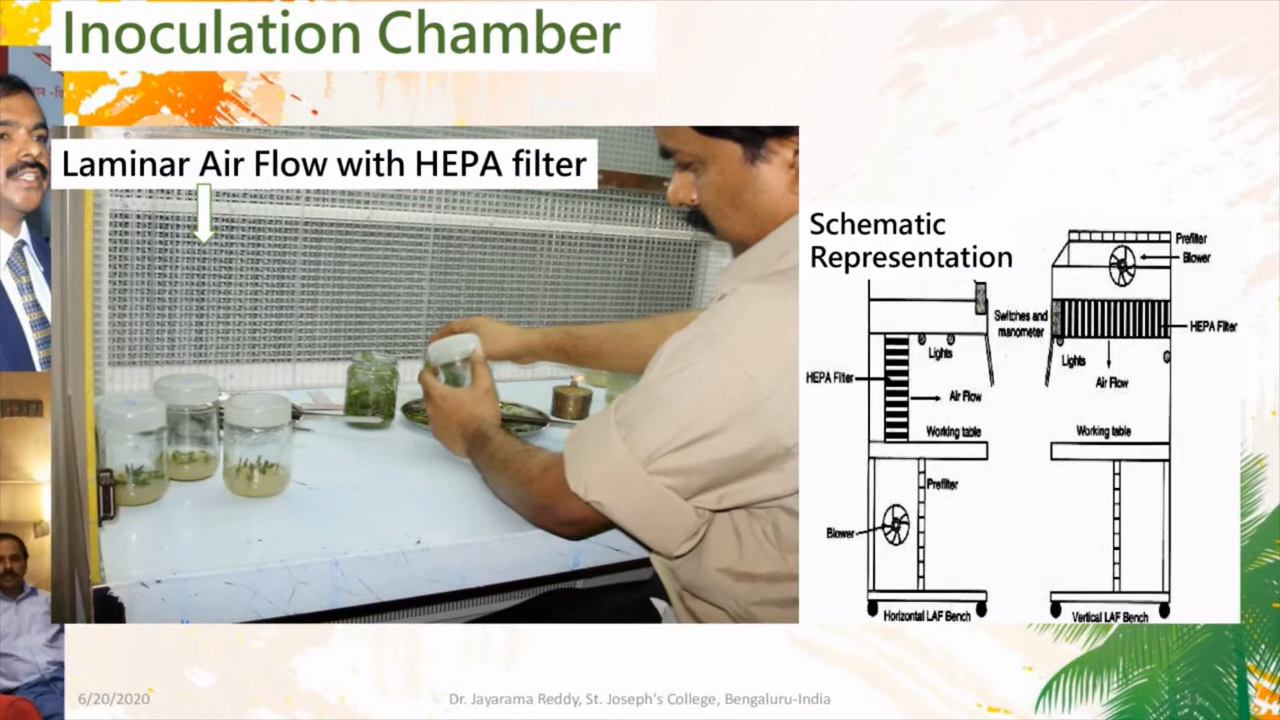 Inoculation Chamber
Laminar Air Flow with HEPA filter
Schematic
Representation
Prefilter
Blower
Switches and
manometer
HEPA Filter
Lights
Lights
HEPA Filter
Air Flow
Air Flow
Working table
Working table
Prefilter
Blower
Horizontal LAF Bench
Vertical LAF Bench
6/20/2020
Dr. Jayarama Reddy, St. Joseph's College, Bengaluru-India
11